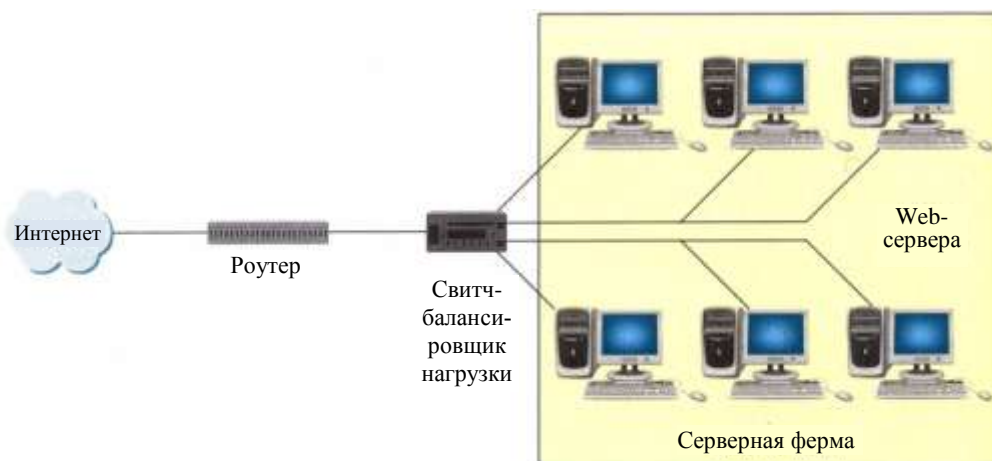 Интернет
Роутер
Свитч-
баланси-
ровщик
нагрузки
Web-
сервера
Серверная ферма